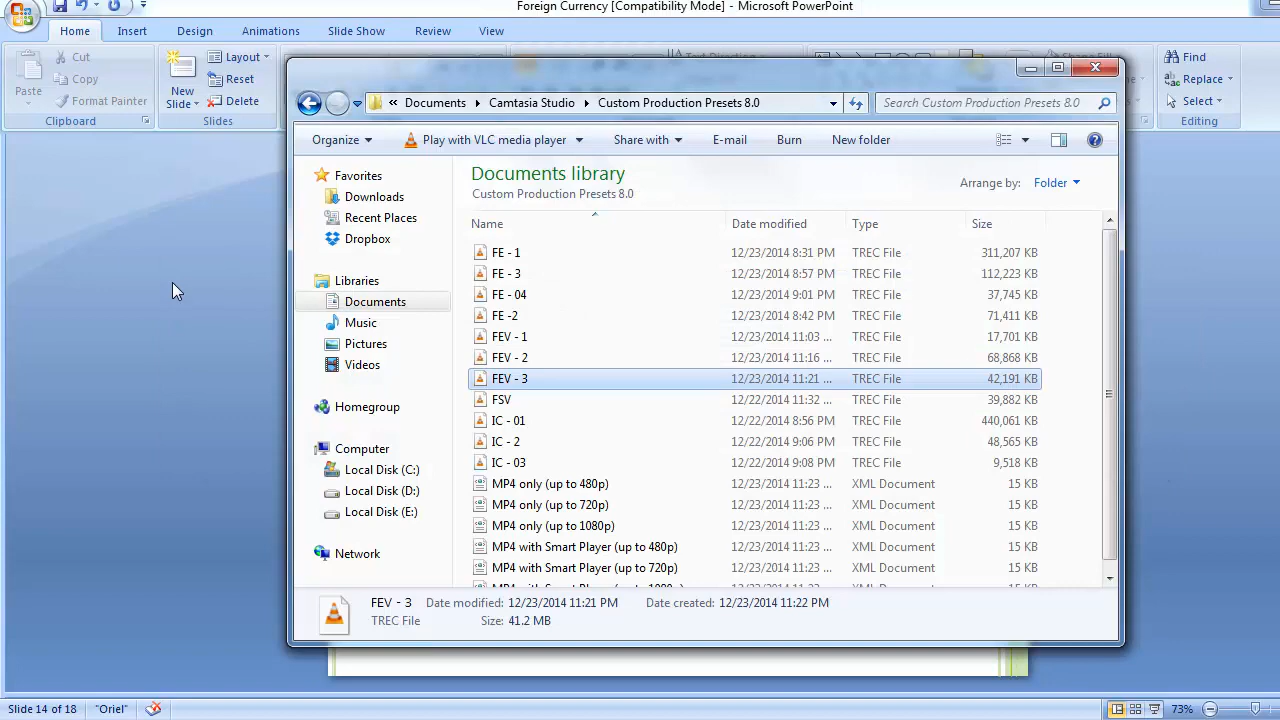 Foreign Currency [Compatibility Mode] - Microsoft PowerPoint
Home Insert Design Animations Slide Show Review View
Cut
Copy
Format Painter
Paste
Clipboard
New Slide
Layout
Reset
Delete
Slides
Find
Replace
Select
Editing
« Documents Camtasia Studio Custom Production Presets 8.0
Search Custom Production Presets 8.0
Organize Play with VLC media player Share with E-mail Burn New folder
Favorites
Downloads
Recent Places
Dropbox
Libraries
Documents
Music
Pictures
Videos
Homegroup
Computer
Local Disk (C:)
Local Disk (D:)
Local Disk (E:)
Network
Documents library
Custom Production Presets 8.0
Arrange by: Folder
Name Date modified Type Size
FE - 1 12/23/2014 8:31 PM TREC File 311,207 KB
FE - 3 12/23/2014 8:57 PM TREC File 112,223 KB
FE - 04 12/23/2014 9:01 PM TREC File 37,745 KB
FE -2 12/23/2014 8:42 PM TREC File 71,411 KB
FEV - 1 12/23/2014 11:03 ... TREC File 17,701 KB
FEV - 2 12/23/2014 11:16 ... TREC File 68,868 KB
FEV - 3 12/23/2014 11:21 ... TREC File 42,191 KB
FSV 12/22/2014 11:32 ... TREC File 39,882 KB
IC - 01 12/22/2014 8:56 PM TREC File 440,061 KB
IC - 2 12/22/2014 9:06 PM TREC File 48,565 KB
IC - 03 12/22/2014 9:08 PM TREC File 9,518 KB
MP4 only (up to 480p) 12/23/2014 11:23 ... XML Document 15 KB
MP4 only (up to 720p) 12/23/2014 11:23 ... XML Document 15 KB
MP4 only (up to 1080p) 12/23/2014 11:23 ... XML Document 15 KB
MP4 with Smart Player (up to 480p) 12/23/2014 11:23 ... XML Document 15 KB
MP4 with Smart Player (up to 720p) 12/23/2014 11:23 ... XML Document 15 KB
FEV - 3 Date modified: 12/23/2014 11:21 PM Date created: 12/23/2014 11:22 PM
TREC File Size: 41.2 MB
Slide 14 of 18 "Oriel" 73%